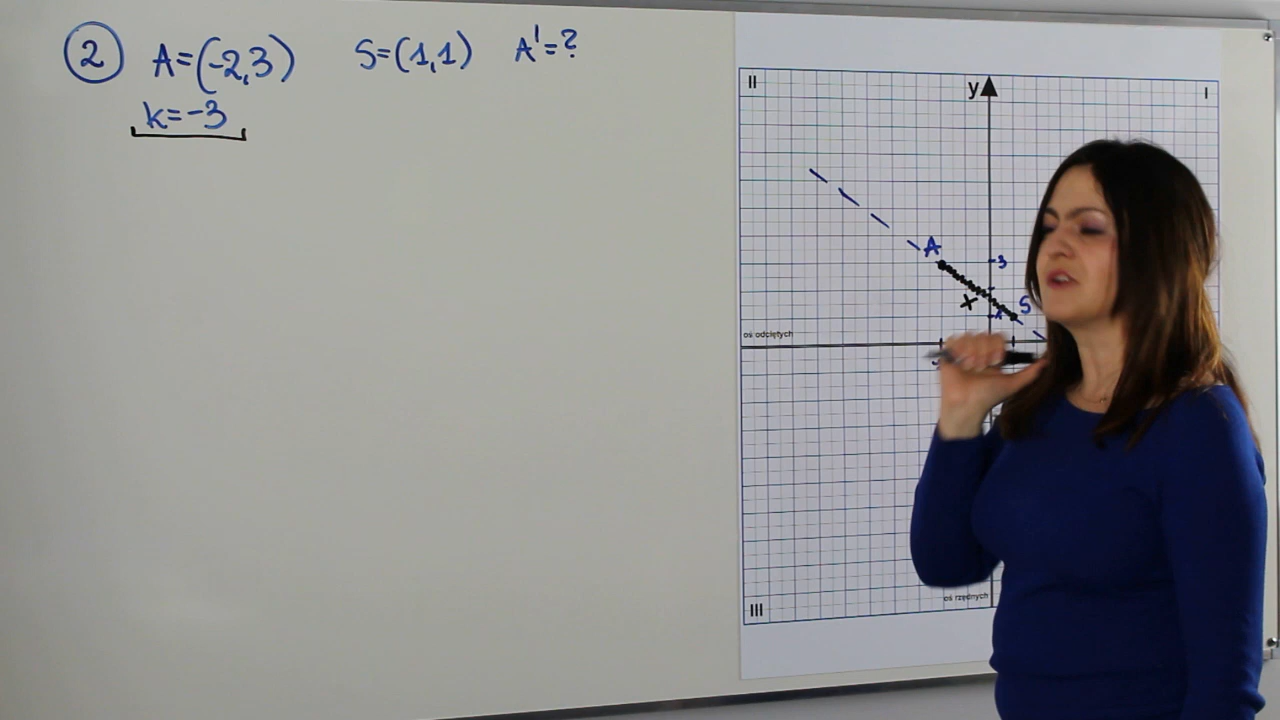 2 A=(-2,3) S=(1,1) A'=?
k=-3
II
y
I
A
3
x
S
1
oś odciętych
III
oś rzędnych